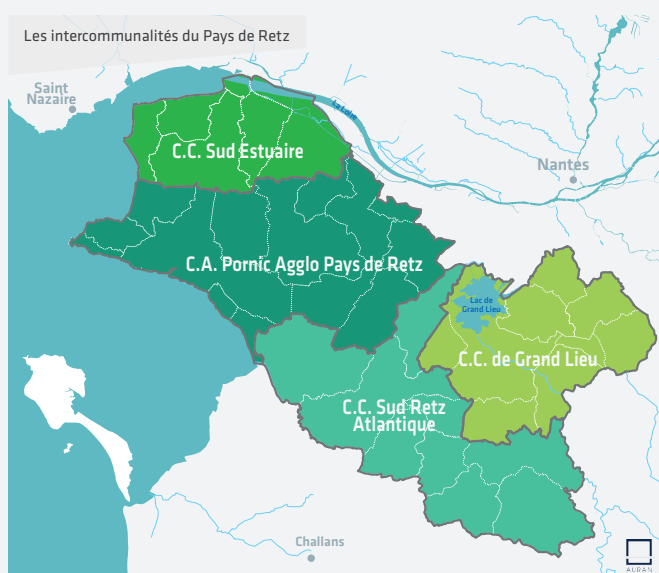 Les intercommunalités du Pays de Retz
Saint
Nazaire
La Loire
C.C. Sud Estuaire
Nantes
C.A. Pornic Agglo Pays de Retz
Lac de
Grand Lieu
C.C. de Grand Lieu
C.C. Sud Retz
Atlantique
Challans
AURAN